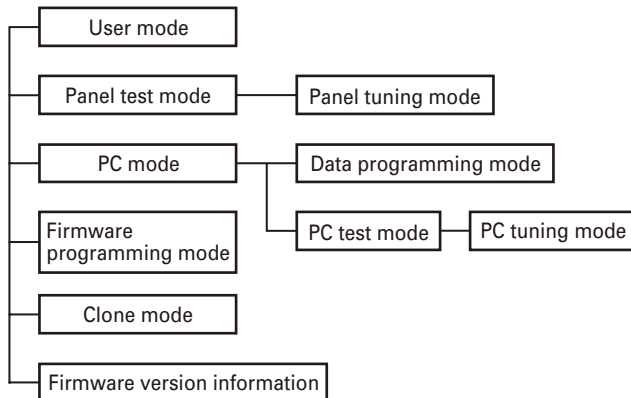 User mode
Panel test mode
Panel tuning mode
PC mode
Data programming mode
PC test mode
PC tuning mode
Firmware
programming mode
Clone mode
Firmware version information